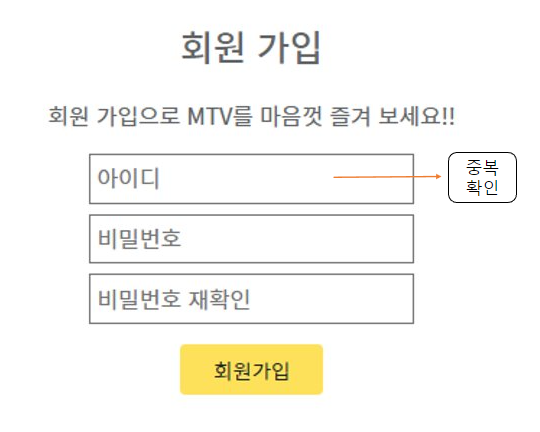 회원 가입
회원 가입으로 MTV를 마음껏 즐겨 보세요!!
아이디
중복
확인
비밀번호
비밀번호 재확인
회원가입